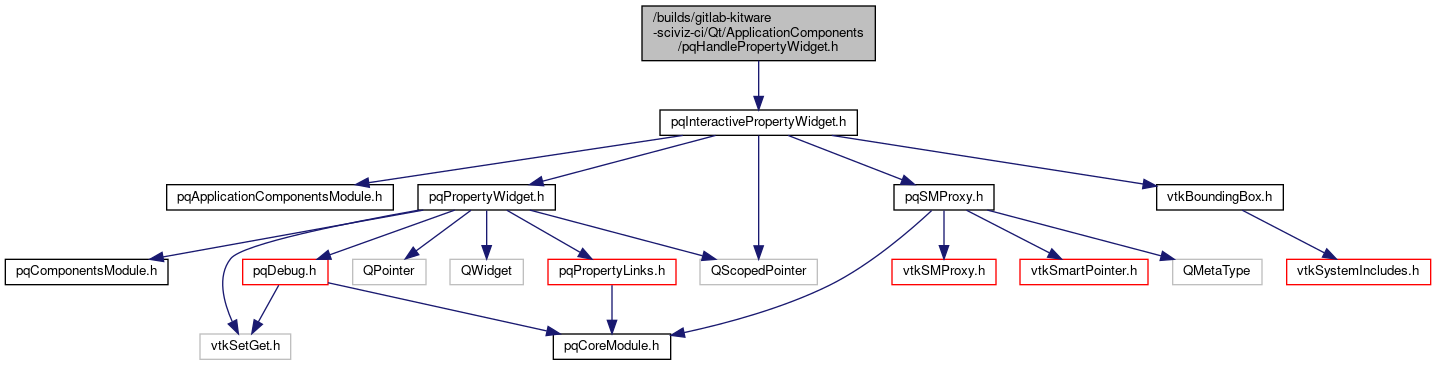 /builds/gitlab-kitware
-sciviz-ci/Qt/ApplicationComponents
/pqHandlePropertyWidget.h
pqInteractivePropertyWidget.h
pqApplicationComponentsModule.h
pqPropertyWidget.h
pqSMProxy.h
vtkBoundingBox.h
pqComponentsModule.h
pqDebug.h
QPointer
QWidget
pqPropertyLinks.h
QScopedPointer
vtkSMProxy.h
vtkSmartPointer.h
QMetaType
vtkSystemIncludes.h
vtkSetGet.h
pqCoreModule.h